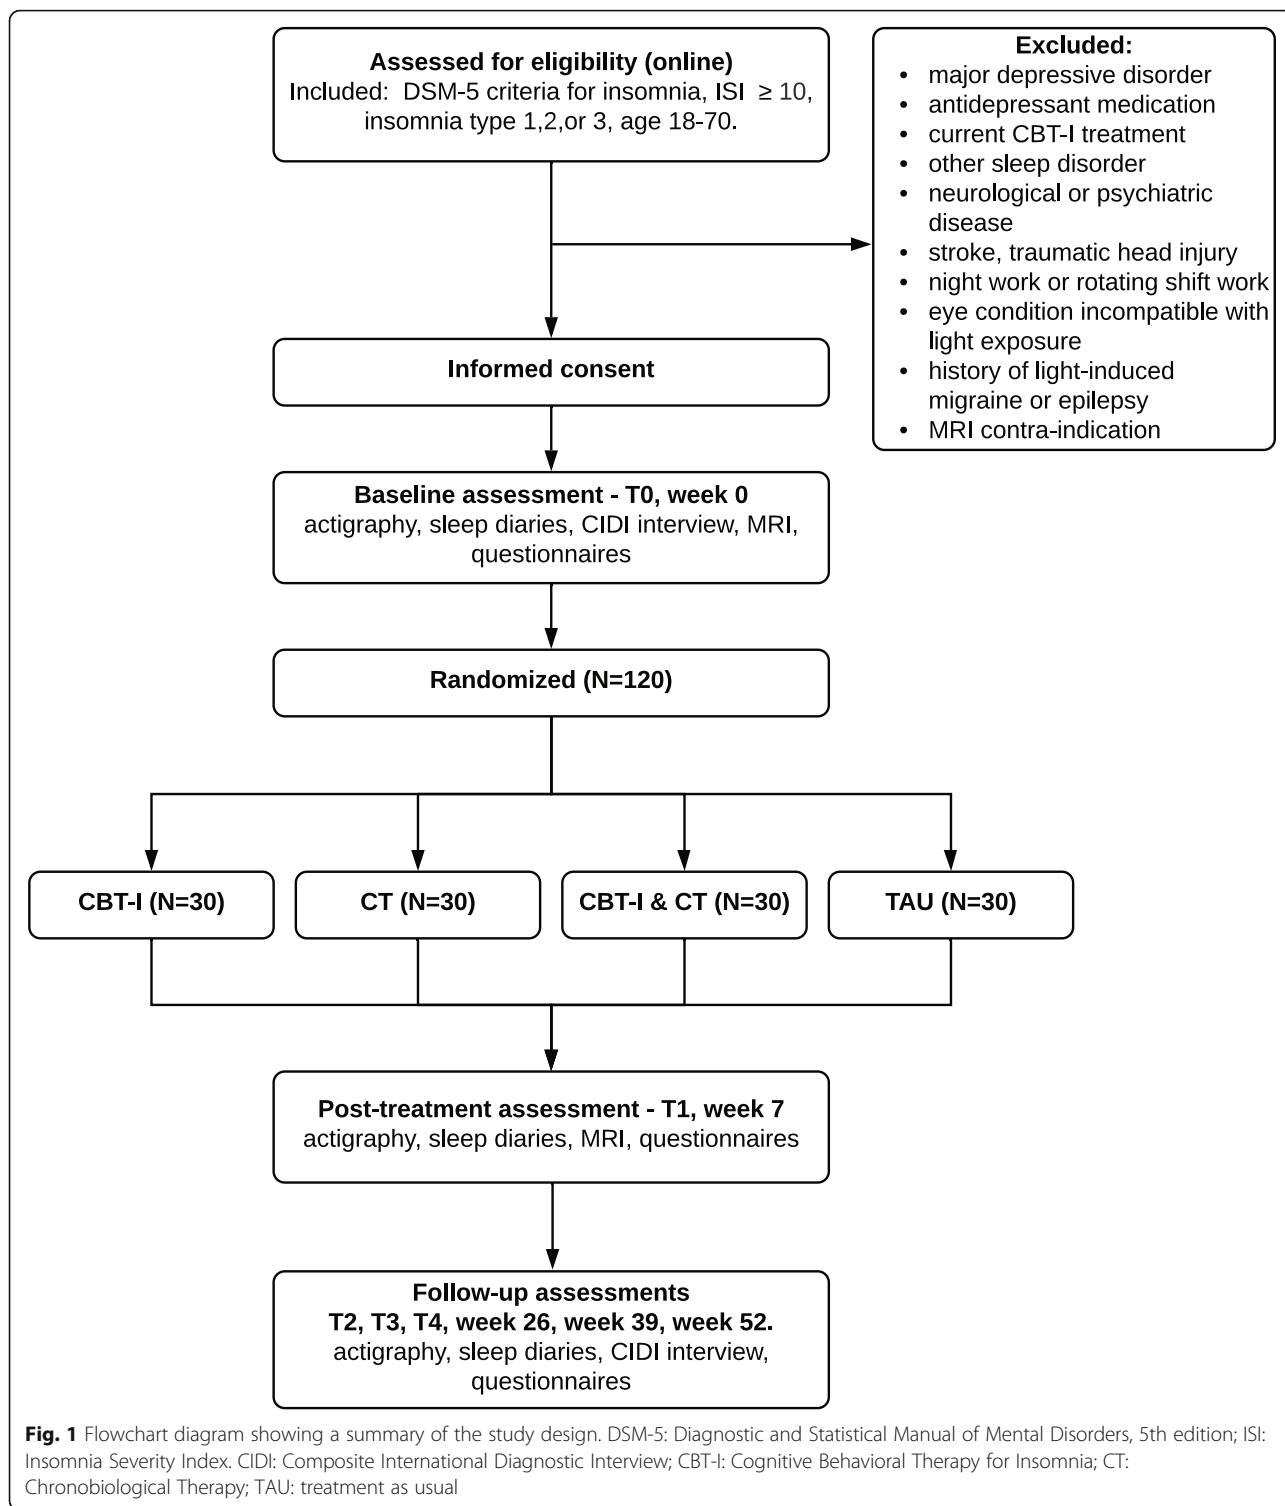 Assessed for eligibility (online)
Included: DSM-5 criteria for insomnia, ISI ≥ 10,
insomnia type 1,2,or 3, age 18-70.
Excluded:
• major depressive disorder
• antidepressant medication
• current CBT-I treatment
• other sleep disorder
• neurological or psychiatric
disease
• stroke, traumatic head injury
• night work or rotating shift work
• eye condition incompatible with
light exposure
• history of light-induced
migraine or epilepsy
• MRI contra-indication
Informed consent
Baseline assessment - T0, week 0
actigraphy, sleep diaries, CIDI interview, MRI,
questionnaires
Randomized (N=120)
CBT-I (N=30)
CT (N=30)
CBT-I & CT (N=30)
TAU (N=30)
Post-treatment assessment - T1, week 7
actigraphy, sleep diaries, MRI, questionnaires
Follow-up assessments
T2, T3, T4, week 26, week 39, week 52.
actigraphy, sleep diaries, CIDI interview,
questionnaires
Fig. 1 Flowchart diagram showing a summary of the study design. DSM-5: Diagnostic and Statistical Manual of Mental Disorders, 5th edition; ISI:
Insomnia Severity Index. CIDI: Composite International Diagnostic Interview; CBT-I: Cognitive Behavioral Therapy for Insomnia; CT:
Chronobiological Therapy; TAU: treatment as usual